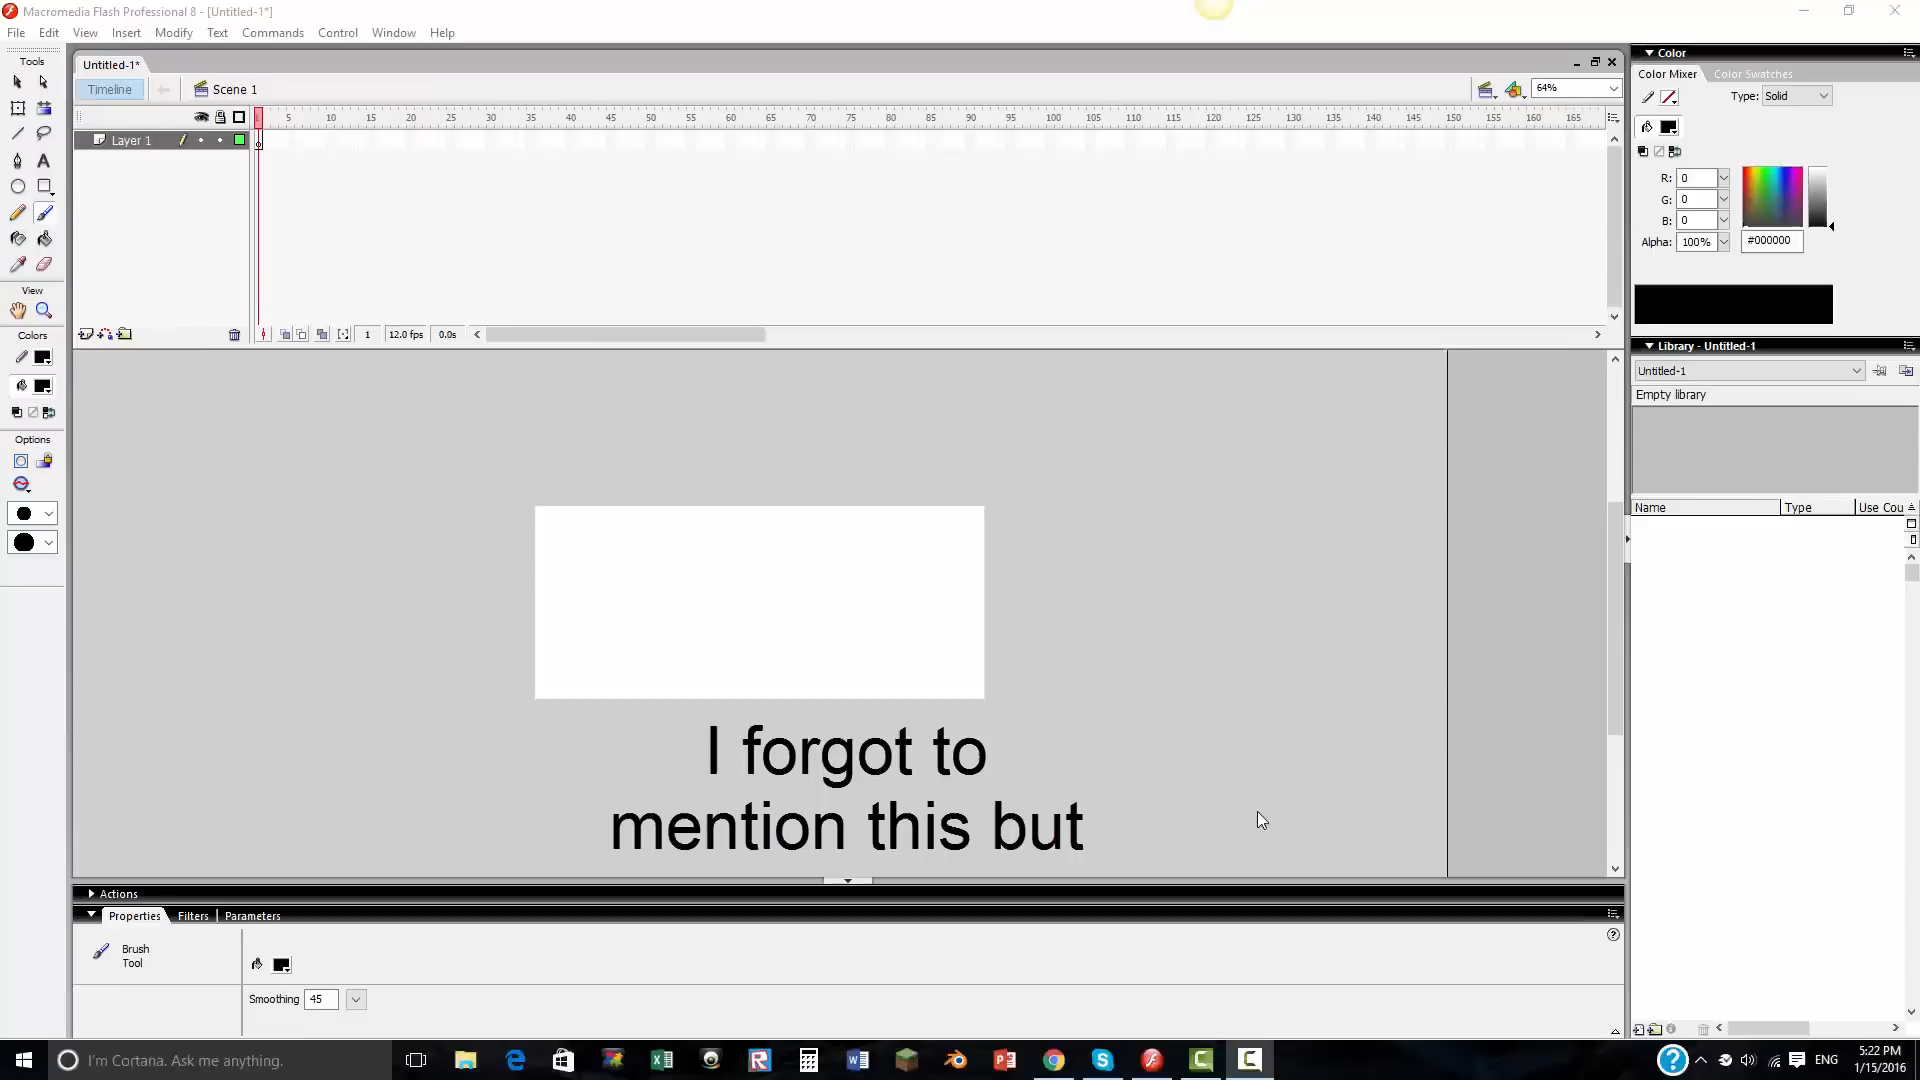 Macromedia Flash Professional 8 - [Untitled-1*]
File Edit View Insert Modify Text Commands Control Window Help
Tools
Untitled-1*
Timeline
Scene 1
64%
5 10 15 20 25 30 35 40 45 50 55 60 65 70 75 80 85 90 95 100 105 110 115 120 125 130 135 140 145 150 155 160 165
Layer 1
1 12.0 fps 0.0s
View
Colors
Options
Color
Color Mixer Color Swatches
Type: Solid
R: 0
G: 0
B: 0
Alpha: 100% #000000
Library - Untitled-1
Untitled-1
Empty library
Name Type Use Cou
I forgot to
mention this but
Actions
Properties Filters Parameters
Brush
Tool
Smoothing 45
I'm Cortana. Ask me anything.
ENG
5:22 PM
1/15/2016